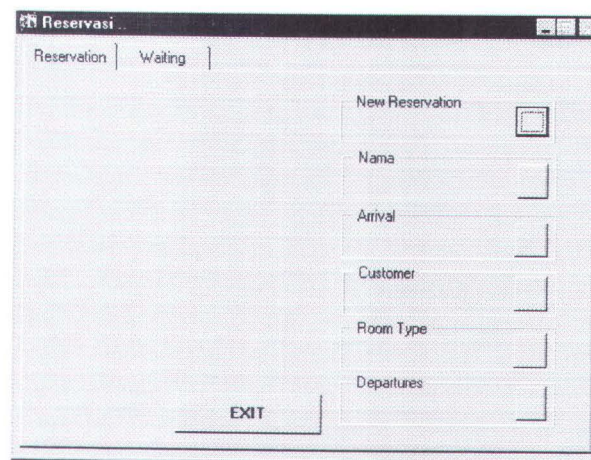 Reservasi ..
Reservation
Waiting
New Reservation
Nama
Arrival
Customer
Room Type
Departures
EXIT